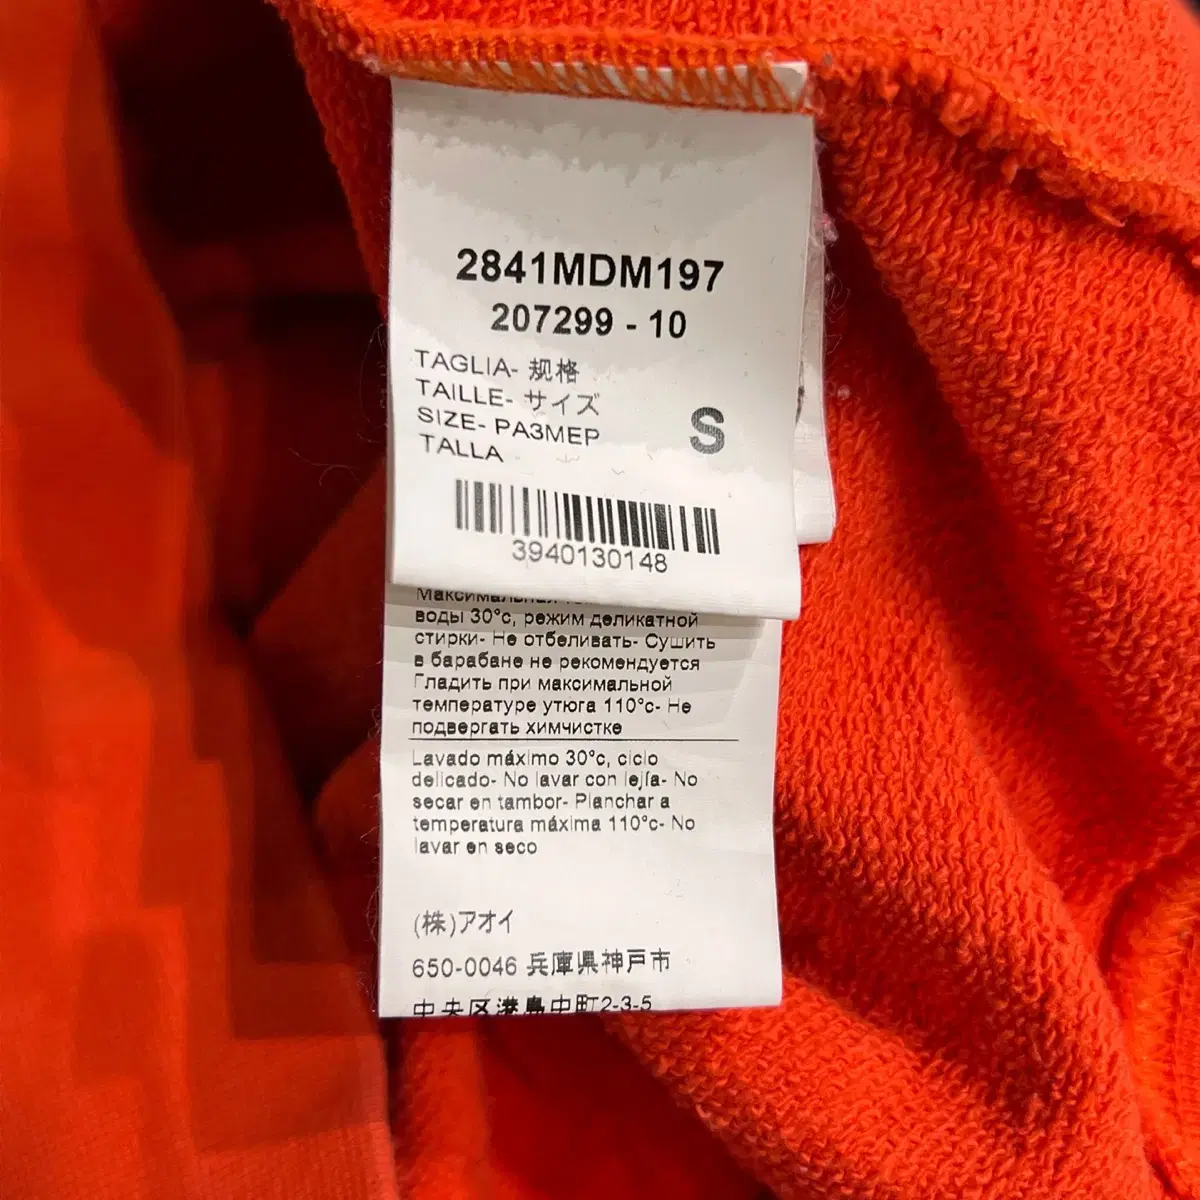 2841MDM197
207299 - 10
TAGLIA- 规格
TAILLE- サイズ
SIZE- РАЗМЕР
TALLA
S
3940130148
Максимальная
воды 30°c, режим деликатной
стирки- Не отбеливать- Сушить
в барабане не рекомендуется
Гладить при максимальной
температуре утюга 110°c- Не
подвергать химчистке
Lavado máximo 30°c, ciclo
delicado- No lavar con lejía- No
secar en tambor- Planchar a
temperatura máxima 110°c- No
lavar en seco
(株)アオイ
650-0046 兵庫県神戸市
中央区港島中町2-3-5